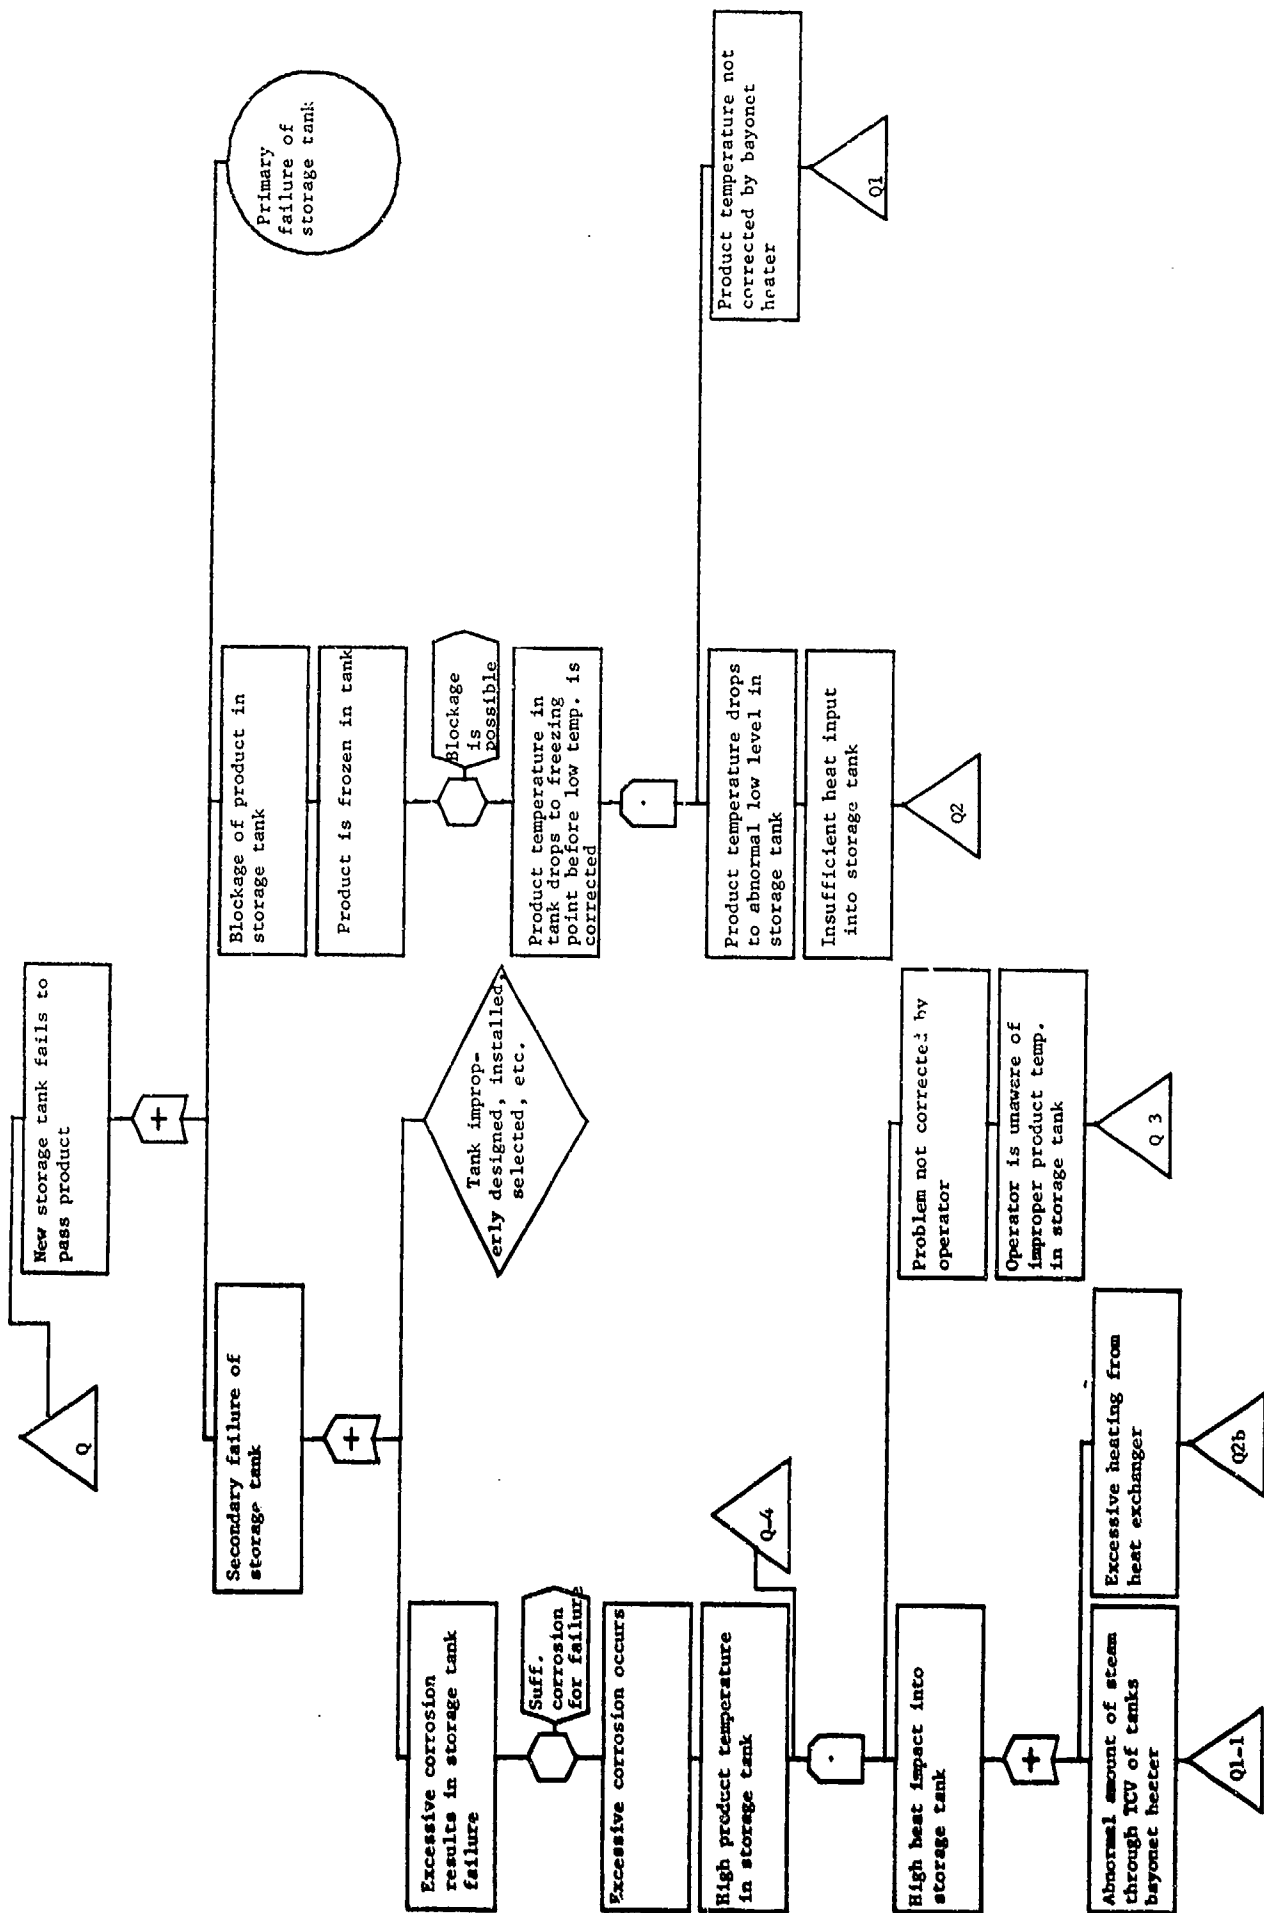 Q
New storage tank fails to
pass product
+
Secondary failure of
storage tank
+
Blockage of product in
storage tank
Product is frozen in tank
Blockage
is
possible
Product temperature in
tank drops to freezing
point before low temp. is
corrected
.
Primary
failure of
storage tank
Excessive corrosion
results in storage tank
failure
Suff.
corrosion
for failure
Excessive corrosion occurs
High product temperature
in storage tank
Q-4
.
Tank improp-
erly designed, installed,
selected, etc.
Product temperature drops
to abnormal low level in
storage tank
Insufficient heat input
into storage tank
Q2
Product temperature not
corrected by bayonet
heater
Q1
High heat impact into
storage tank
+
Problem not corrected by
operator
Operator is unaware of
improper product temp.
in storage tank
Q 3
Abnormal amount of steam
through TCV of tanks
bayonet heater
Q1-1
Excessive heating from
heat exchanger
Q2b